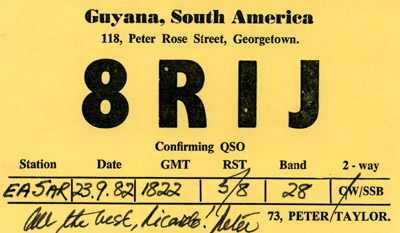 Guyana, South America
118, Peter Rose Street, Georgetown.
8RIJ
Confirming QSO
Station Date GMT RST Band 2 - way
EA5AR 23.9.82 1822 5/8 28 CW/SSB
All the best, Ricardo! Peter 73, PETER TAYLOR.